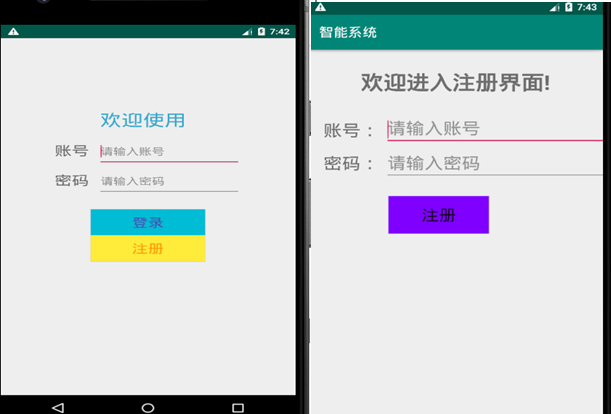 7:42
欢迎使用
账号 请输入账号
密码 请输入密码
登录
注册
7:43
智能系统
欢迎进入注册界面!
账号： 请输入账号
密码： 请输入密码
注册